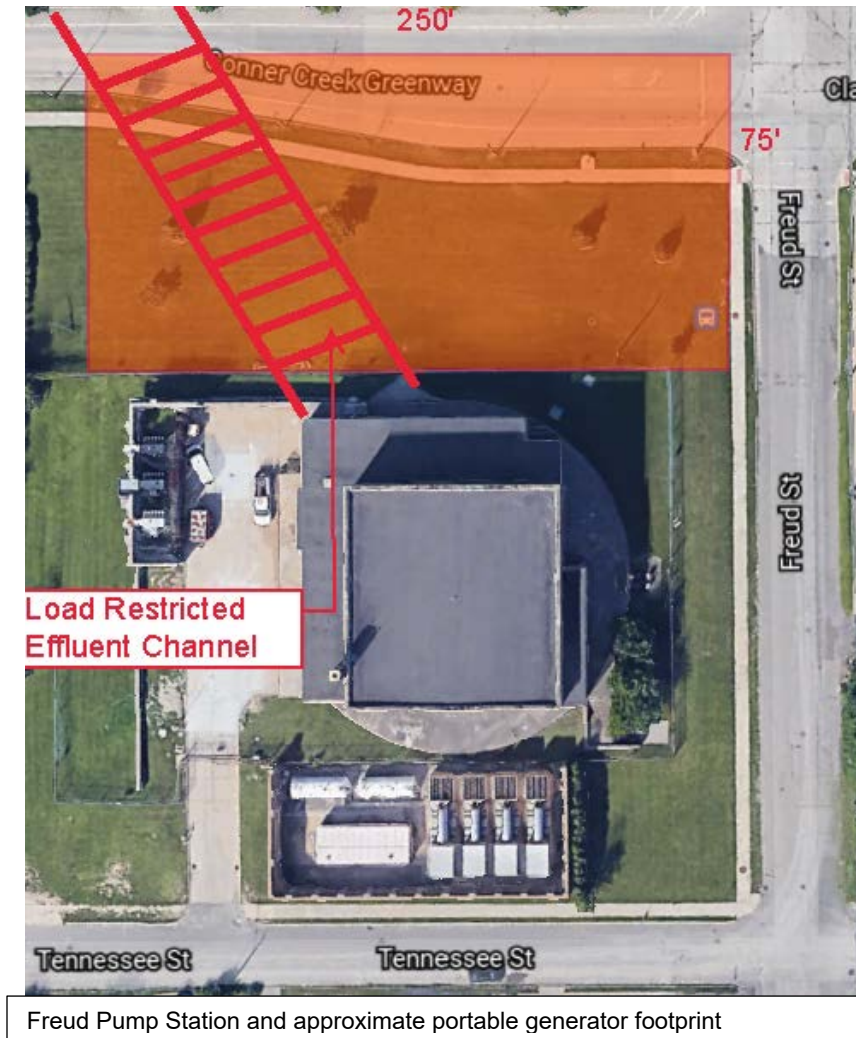 250'
Conner Creek Greenway
Cla
75'
Freud St
Freud St
Load Restricted
Effluent Channel
Tennessee St
Tennessee St
Freud Pump Station and approximate portable generator footprint